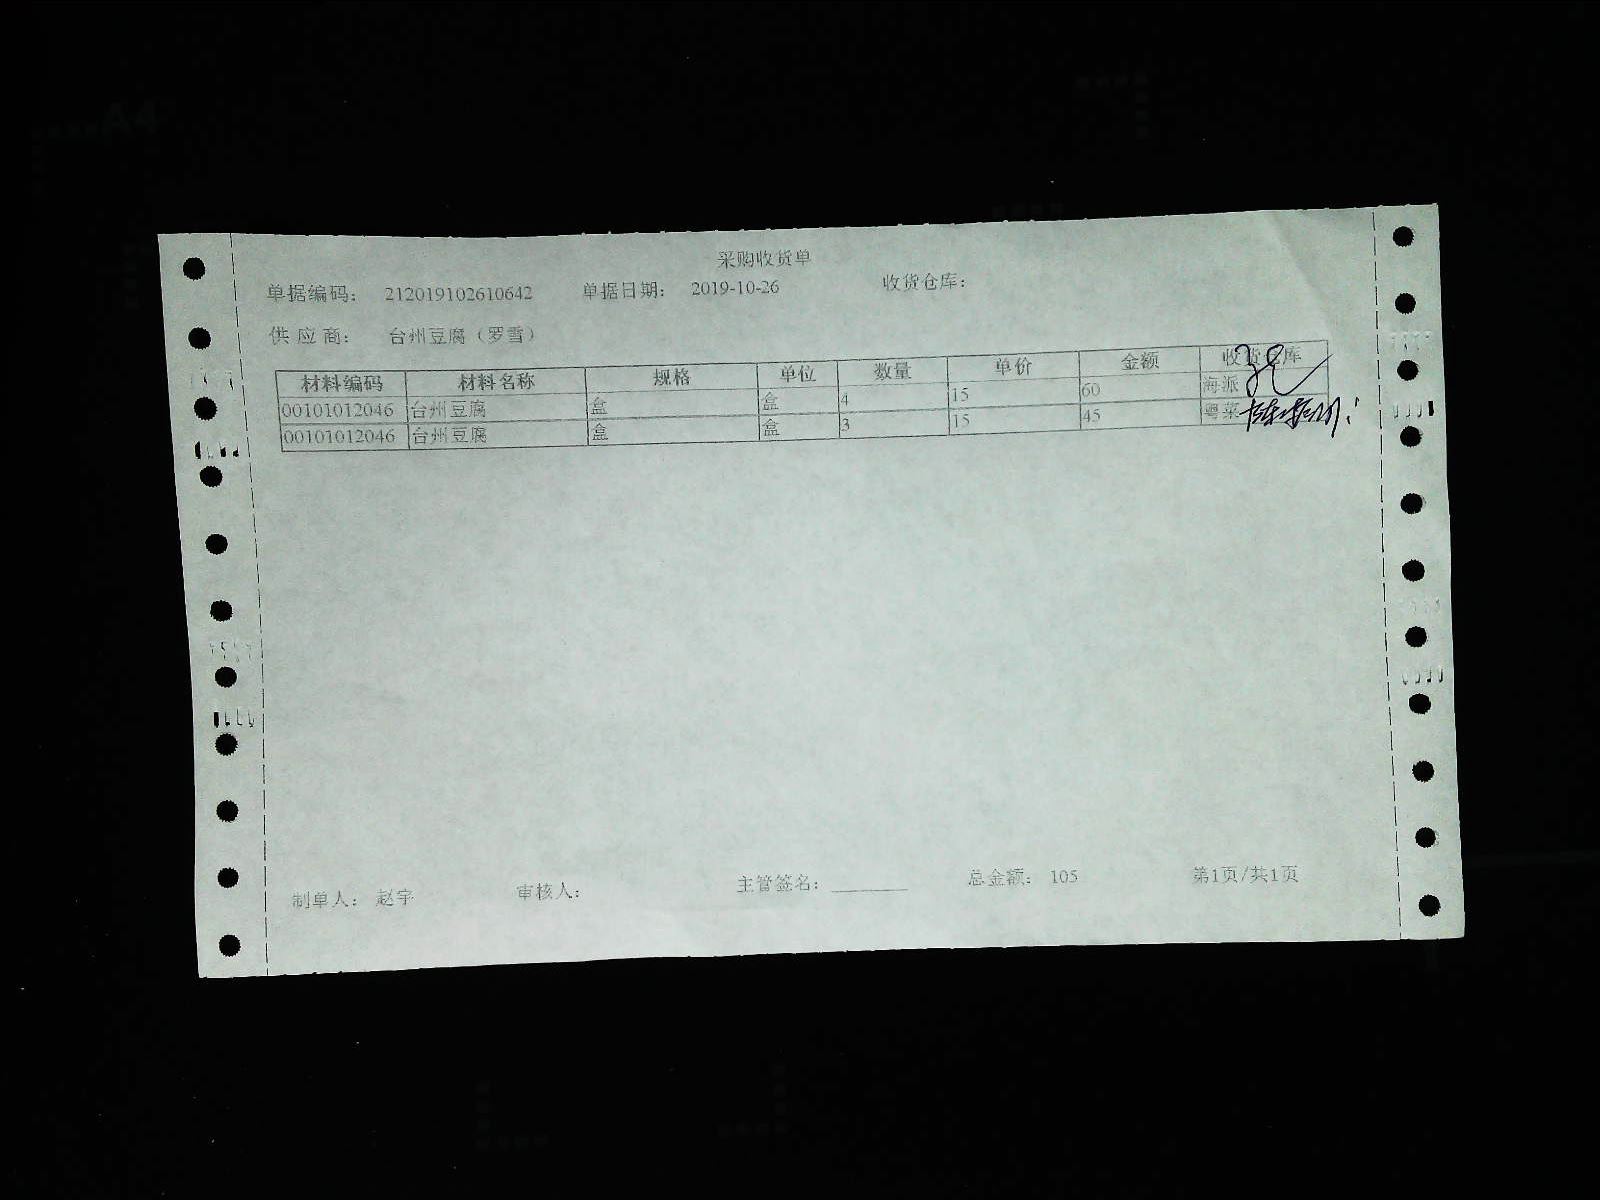 采购收货单
单据编码： 212019102610642 单据日期： 2019-10-26 收货仓库：
供 应 商： 台州豆腐（罗雪）
材料编码 材料名称 规格 单位 数量 单价 金额 收货仓库
00101012046 台州豆腐 盒 盒 4 15 60 海派
00101012046 台州豆腐 盒 盒 3 15 45 粤菜
制单人： 赵宇 审核人： 主管签名： 总金额： 105 第1页/共1页